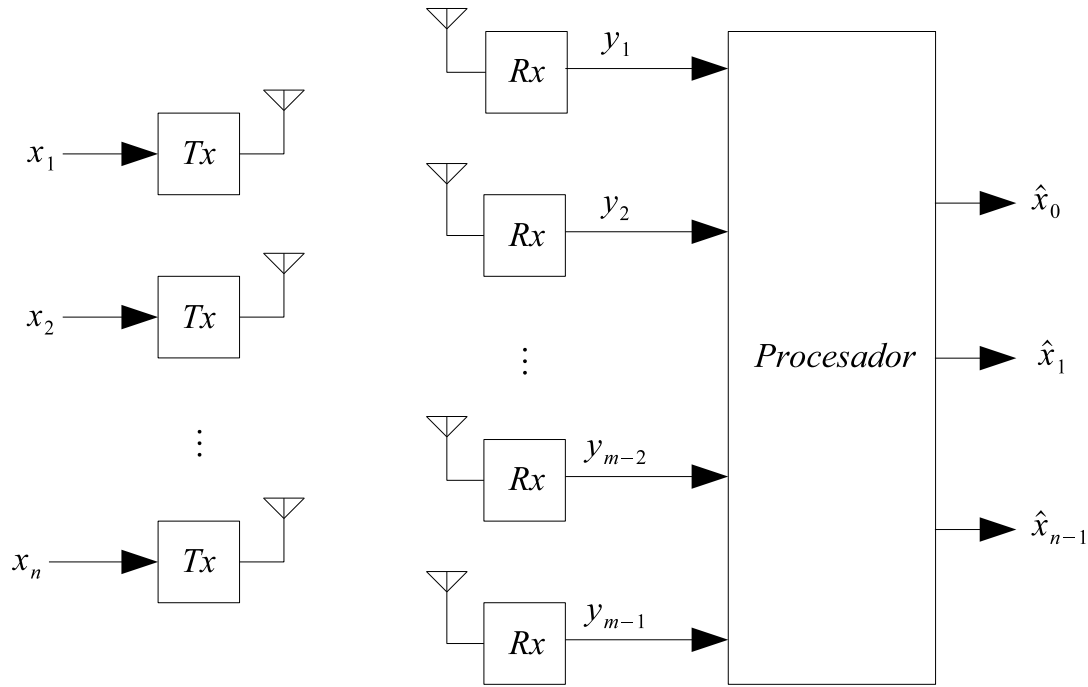 x₁
Tx
x₂
Tx
⋮
xₙ
Tx
Rx
y₁
Rx
y₂
⋮
Rx
yₘ₋₂
Rx
yₘ₋₁
Procesador
x̂₀
x̂₁
x̂ₙ₋₁